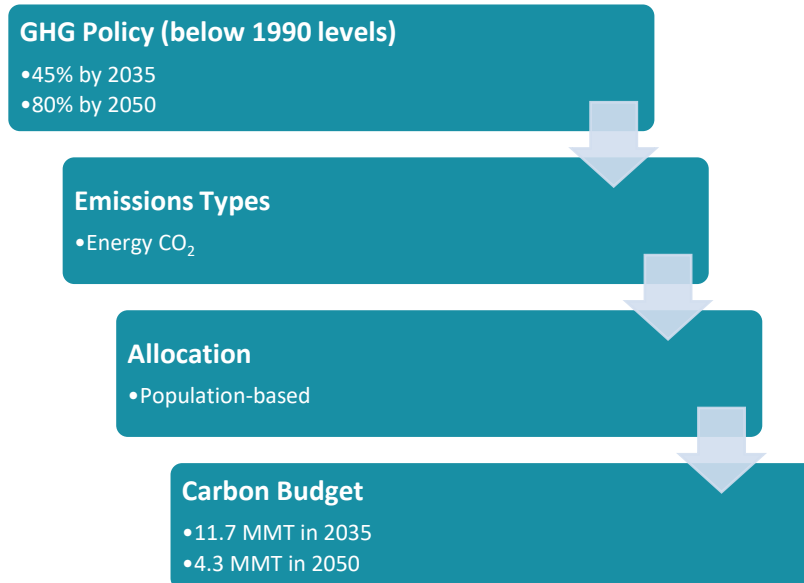 GHG Policy (below 1990 levels)
•45% by 2035
•80% by 2050
Emissions Types
•Energy CO₂
Allocation
•Population-based
Carbon Budget
•11.7 MMT in 2035
•4.3 MMT in 2050